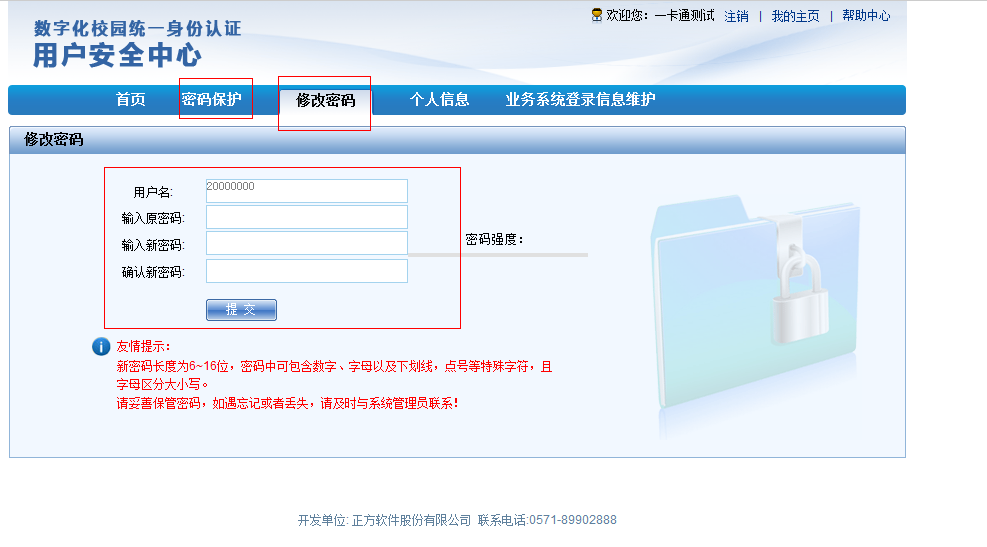 欢迎您：一卡通测试 注销 | 我的主页 | 帮助中心
数字化校园统一身份认证
用户安全中心
首页 密码保护 修改密码 个人信息 业务系统登录信息维护
修改密码
用户名: 20000000
输入原密码:
输入新密码:
密码强度：
确认新密码:
提 交
友情提示：
新密码长度为6~16位，密码中可包含数字、字母以及下划线，点号等特殊字符，且
字母区分大小写。
请妥善保管密码，如遇忘记或者丢失，请及时与系统管理员联系！
开发单位: 正方软件股份有限公司 联系电话:0571-89902888